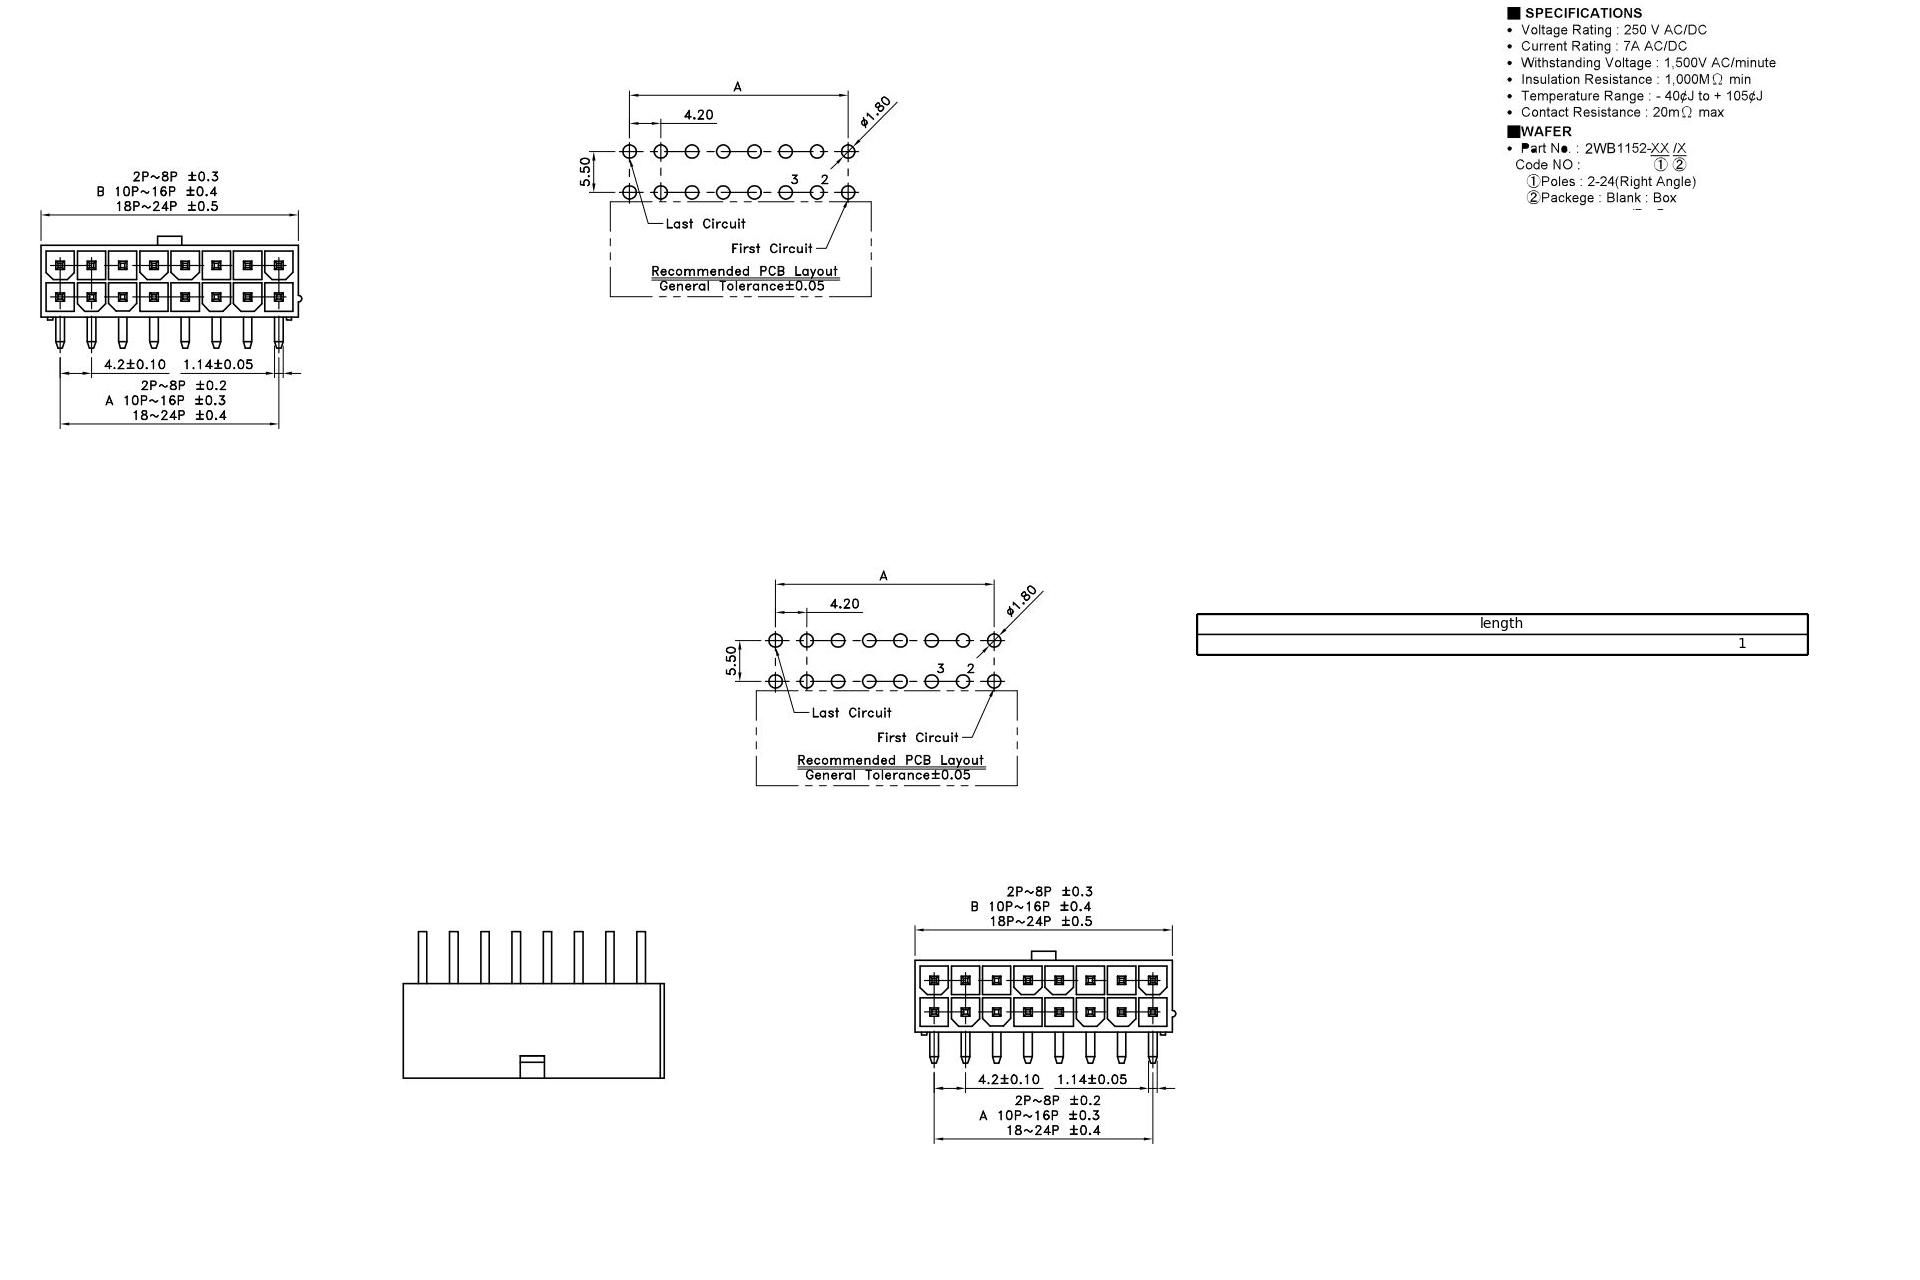 ■ SPECIFICATIONS
• Voltage Rating : 250 V AC/DC
• Current Rating : 7A AC/DC
• Withstanding Voltage : 1,500V AC/minute
• Insulation Resistance : 1,000MΩ min
• Temperature Range : - 40¢J to + 105¢J
• Contact Resistance : 20mΩ max
■WAFER
• Part No. : 2WB1152-XX /X
Code NO : ① ②
①Poles : 2-24(Right Angle)
②Packege : Blank : Box
A
4.20
ø1.80
5.50
3 2
Last Circuit
First Circuit
Recommended PCB Layout
General Tolerance±0.05
2P~8P ±0.3
B 10P~16P ±0.4
18P~24P ±0.5
4.2±0.10 1.14±0.05
2P~8P ±0.2
A 10P~16P ±0.3
18~24P ±0.4
A
4.20
ø1.80
5.50
3 2
Last Circuit
First Circuit
Recommended PCB Layout
General Tolerance±0.05
length
1
2P~8P ±0.3
B 10P~16P ±0.4
18P~24P ±0.5
4.2±0.10 1.14±0.05
2P~8P ±0.2
A 10P~16P ±0.3
18~24P ±0.4